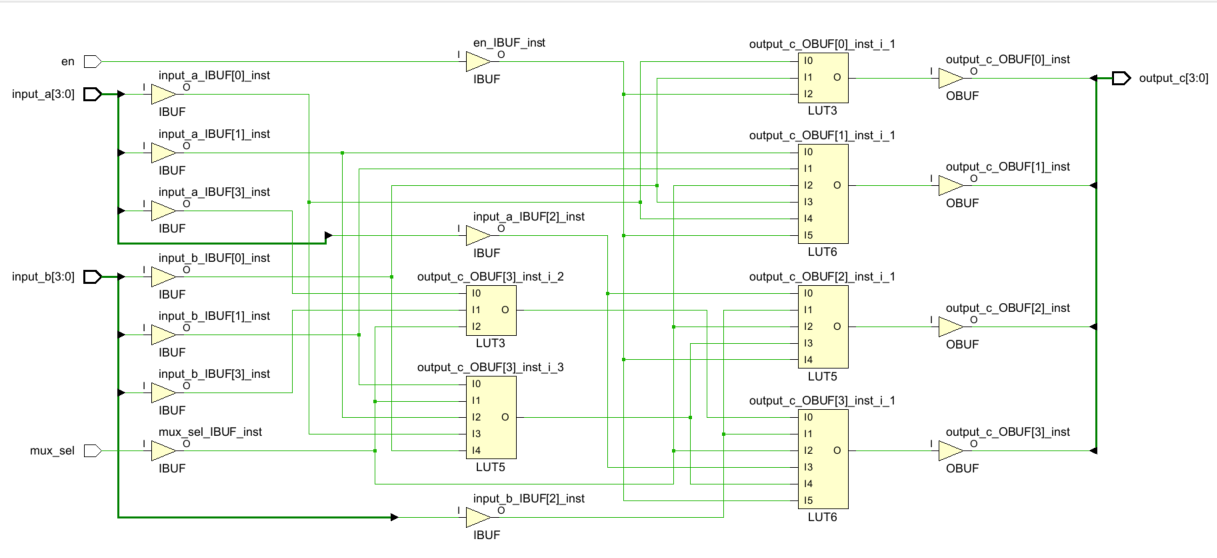 en
I
en_IBUF_inst
O
IBUF
output_c_OBUF[0]_inst_i_1
I0
I1
O
I2
LUT3
output_c_OBUF[0]_inst
I
O
OBUF
output_c[3:0]
input_a[3:0]
input_a_IBUF[0]_inst
I
O
IBUF
input_a_IBUF[1]_inst
I
O
IBUF
input_a_IBUF[3]_inst
I
O
IBUF
output_c_OBUF[1]_inst_i_1
I0
I1
I2
O
I3
I4
I5
LUT6
output_c_OBUF[1]_inst
I
O
OBUF
input_a_IBUF[2]_inst
I
O
IBUF
input_b[3:0]
input_b_IBUF[0]_inst
I
O
IBUF
input_b_IBUF[1]_inst
I
O
IBUF
input_b_IBUF[3]_inst
I
O
IBUF
output_c_OBUF[3]_inst_i_2
I0
I1
O
I2
LUT3
output_c_OBUF[2]_inst_i_1
I0
I1
I2
O
I3
I4
LUT5
output_c_OBUF[2]_inst
I
O
OBUF
output_c_OBUF[3]_inst_i_3
I0
I1
I2
O
I3
I4
LUT5
mux_sel
mux_sel_IBUF_inst
I
O
IBUF
output_c_OBUF[3]_inst_i_1
I0
I1
I2
O
I3
I4
I5
LUT6
output_c_OBUF[3]_inst
I
O
OBUF
input_b_IBUF[2]_inst
I
O
IBUF